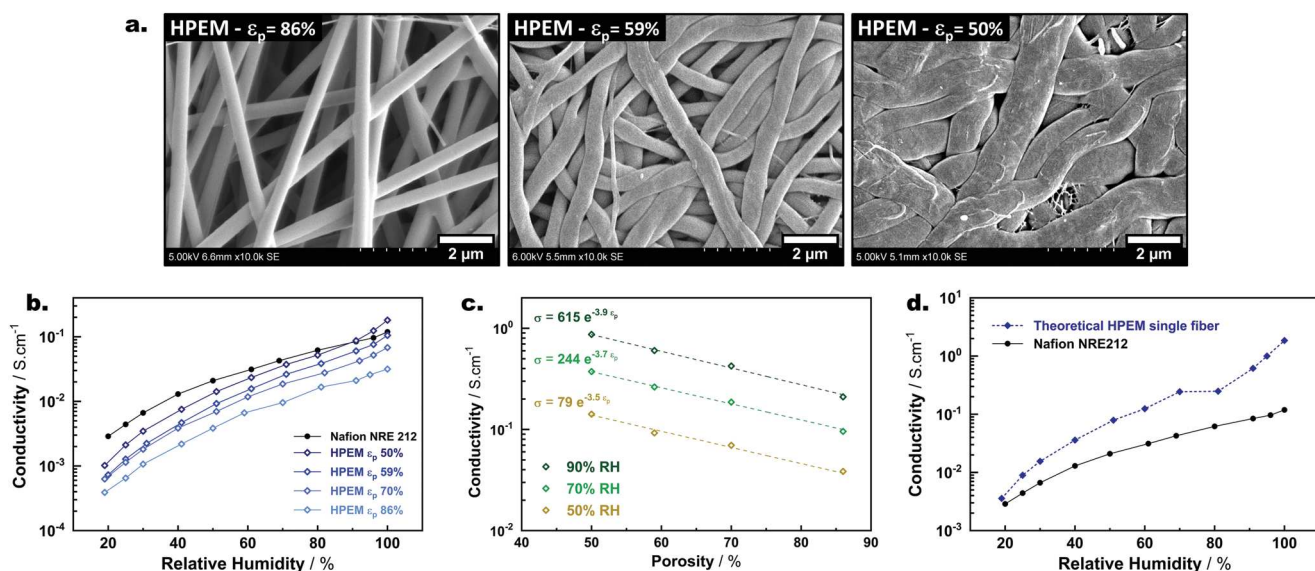 a.
HPEM - εp= 86%
HPEM - εp= 59%
HPEM - εp= 50%
5.00kV 6.6mm x10.0k SE
2 µm
6.00kV 5.5mm x10.0k SE
2 µm
5.00kV 5.1mm x10.0k SE
2 µm
b.
Conductivity / S.cm⁻¹
10⁻¹
10⁻²
10⁻³
10⁻⁴
Nafion NRE 212
HPEM εp 50%
HPEM εp 59%
HPEM εp 70%
HPEM εp 86%
20 40 60 80 100
Relative Humidity / %
c.
Conductivity / S.cm⁻¹
10⁰
10⁻¹
10⁻²
σ = 615 e⁻³·⁹ εp
σ = 244 e⁻³·⁷ εp
σ = 79 e⁻³·⁵ εp
90% RH
70% RH
50% RH
40 50 60 70 80 90
Porosity / %
d.
Conductivity / S.cm⁻¹
10¹
10⁰
10⁻¹
10⁻²
10⁻³
Theoretical HPEM single fiber
Nafion NRE212
20 40 60 80 100
Relative Humidity / %